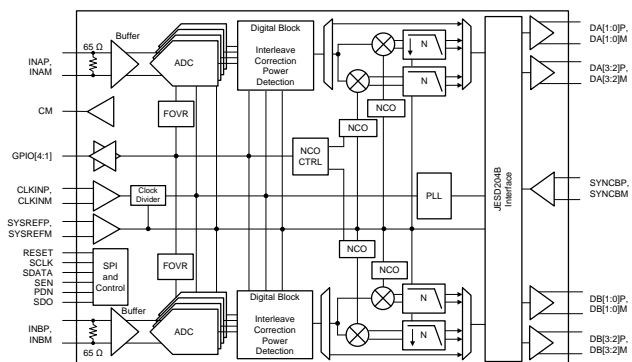 65 Ω
INAP,
INAM
Buffer
ADC
Digital Block
Interleave
Correction
Power
Detection
N
N
DA[1:0]P,
DA[1:0]M
DA[3:2]P,
DA[3:2]M
CM
FOVR
NCO
NCO
GPIO[4:1]
NCO
CTRL
CLKINP,
CLKINM
Clock
Divider
PLL
JESD204B
Interface
SYNCBP,
SYNCBM
SYSREFP,
SYSREFM
RESET
SCLK
SDATA
SEN
PDN
SDO
SPI
and
Control
FOVR
NCO
NCO
Buffer
INBP,
INBM
65 Ω
ADC
Digital Block
Interleave
Correction
Power
Detection
N
N
DB[1:0]P,
DB[1:0]M
DB[3:2]P,
DB[3:2]M